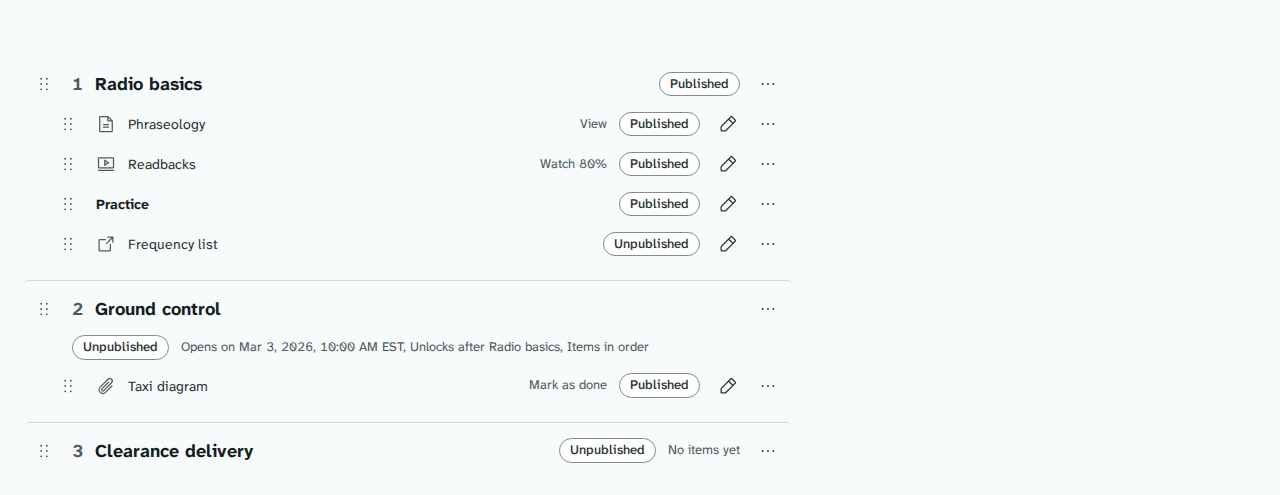 1 Radio basics Published
Phraseology View Published
Readbacks Watch 80% Published
Practice Published
Frequency list Unpublished
2 Ground control
Unpublished Opens on Mar 3, 2026, 10:00 AM EST, Unlocks after Radio basics, Items in order
Taxi diagram Mark as done Published
3 Clearance delivery Unpublished No items yet